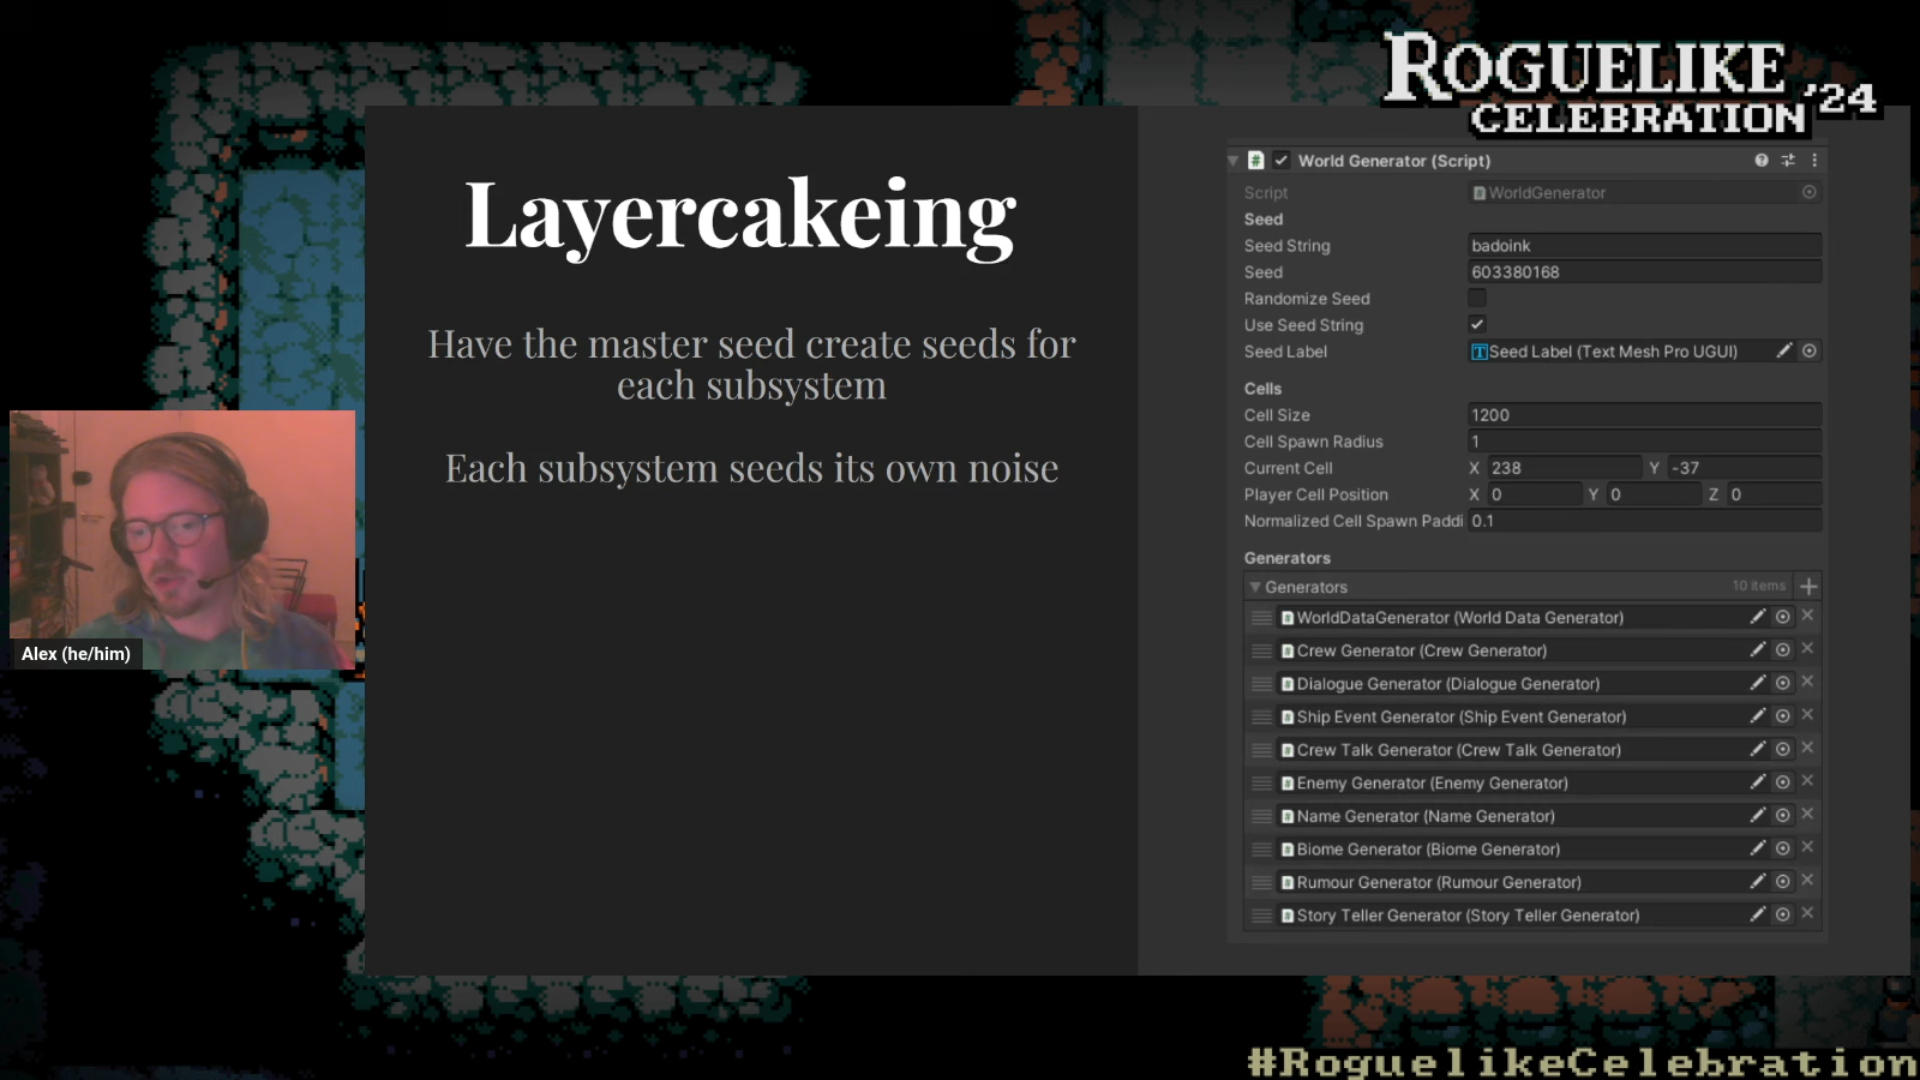 ROGUELIKE
CELEBRATION '24
Layercakeing
Have the master seed create seeds for
each subsystem
Each subsystem seeds its own noise
Alex (he/him)
World Generator (Script)
Script WorldGenerator
Seed
Seed String badoink
Seed 603380168
Randomize Seed
Use Seed String
Seed Label Seed Label (Text Mesh Pro UGUI)
Cells
Cell Size 1200
Cell Spawn Radius 1
Current Cell X 238 Y -37
Player Cell Position X 0 Y 0 Z 0
Normalized Cell Spawn Paddi 0.1
Generators
Generators 10 items
WorldDataGenerator (World Data Generator)
Crew Generator (Crew Generator)
Dialogue Generator (Dialogue Generator)
Ship Event Generator (Ship Event Generator)
Crew Talk Generator (Crew Talk Generator)
Enemy Generator (Enemy Generator)
Name Generator (Name Generator)
Biome Generator (Biome Generator)
Rumour Generator (Rumour Generator)
Story Teller Generator (Story Teller Generator)
#RoguelikeCelebration